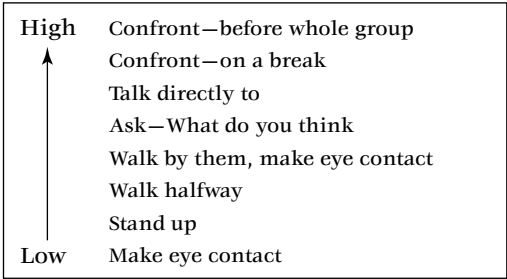 High Confront—before whole group
Confront—on a break
Talk directly to
Ask—What do you think
Walk by them, make eye contact
Walk halfway
Stand up
Low Make eye contact